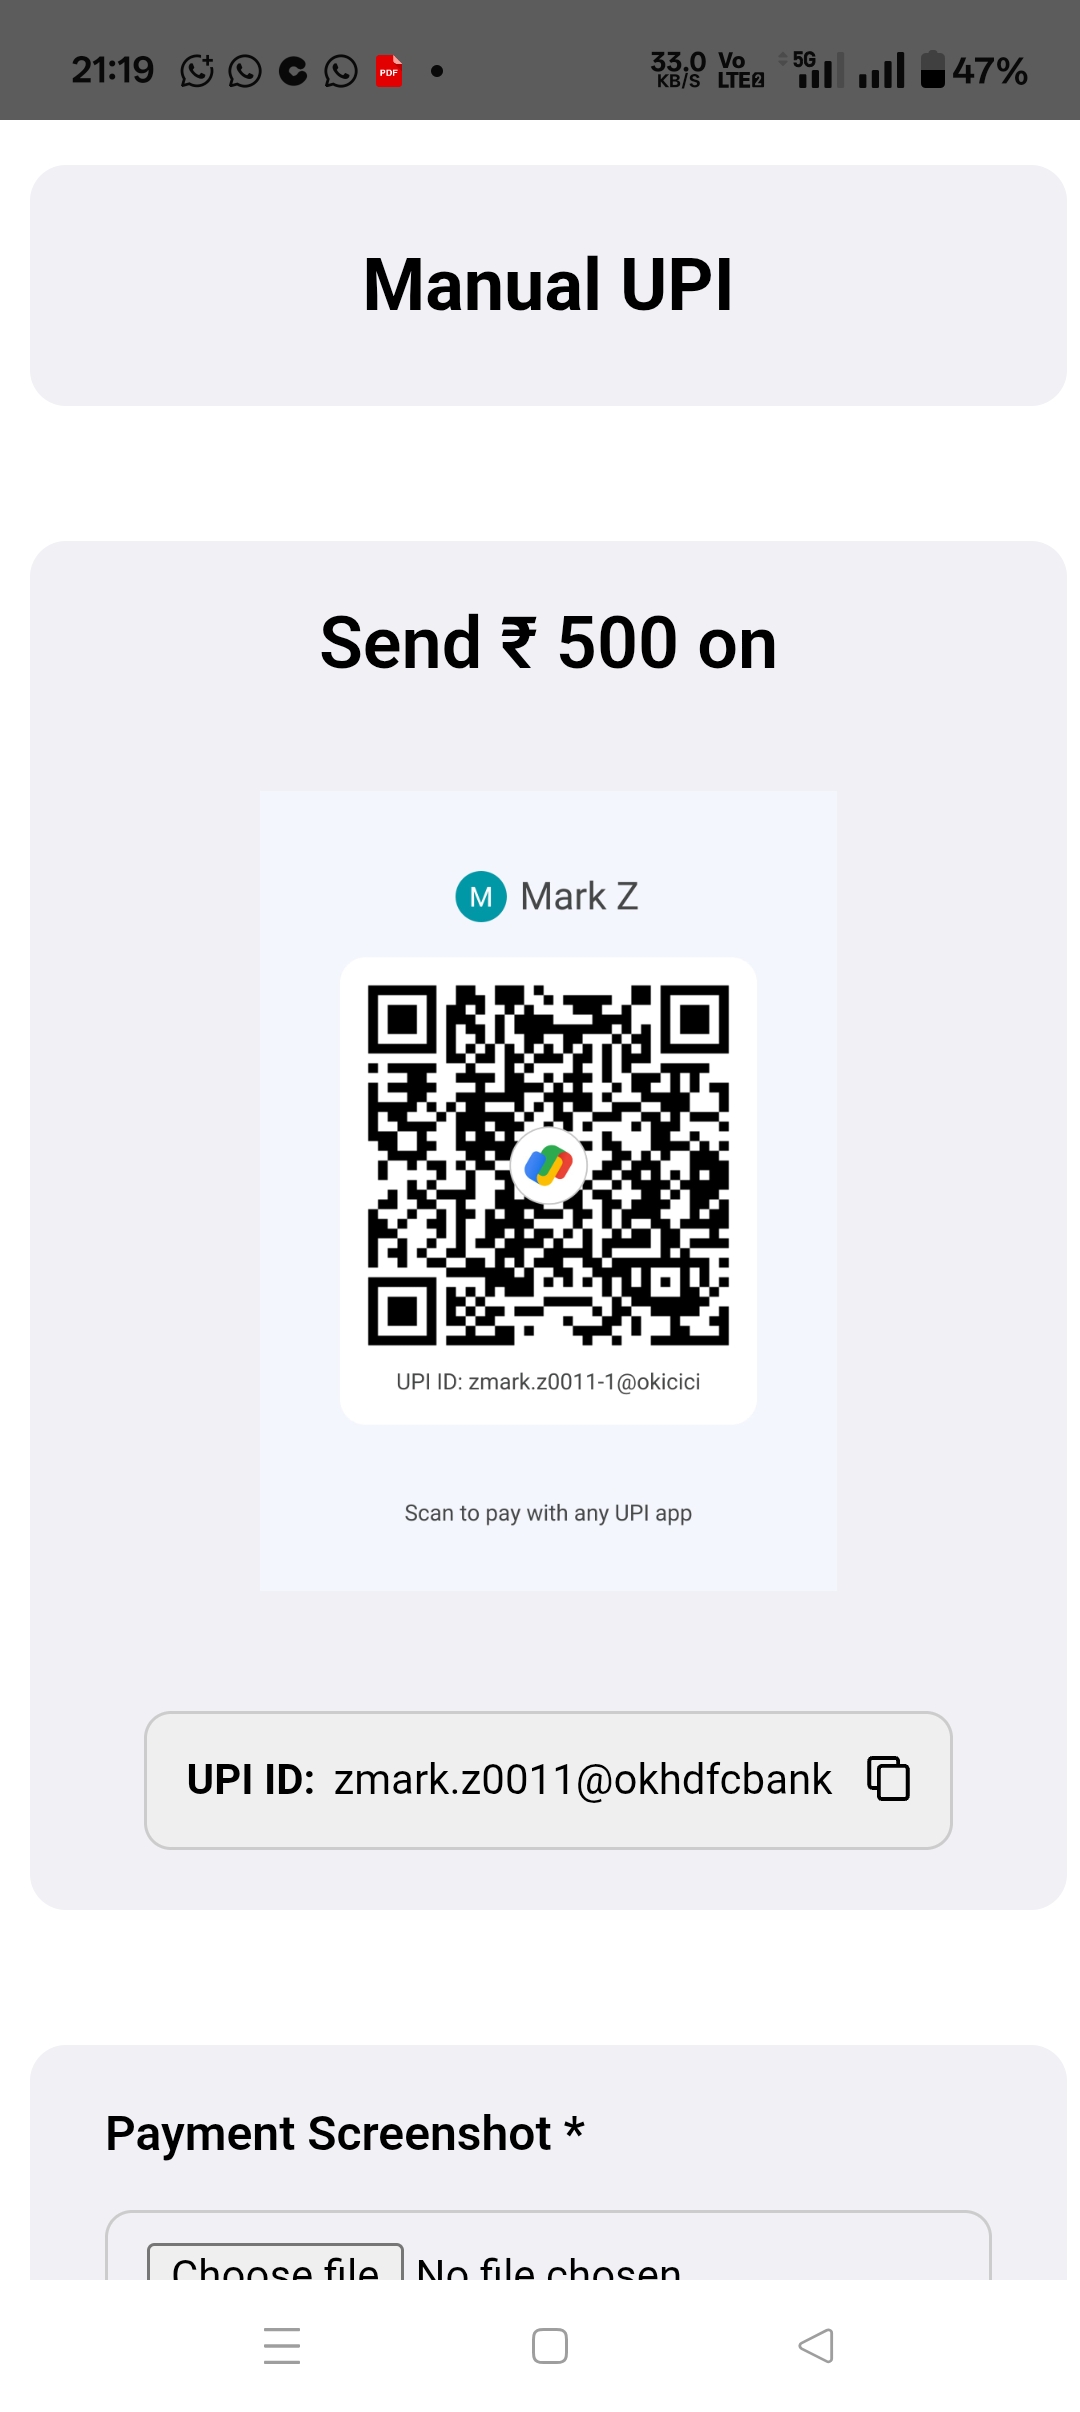 21:19
PDF
33.0 KB/S
Vo LTE 2
5G
47%
Manual UPI
Send ₹ 500 on
M Mark Z
UPI ID: zmark.z0011-1@okicici
Scan to pay with any UPI app
UPI ID: zmark.z0011@okhdfcbank
Payment Screenshot *
Choose file No file chosen